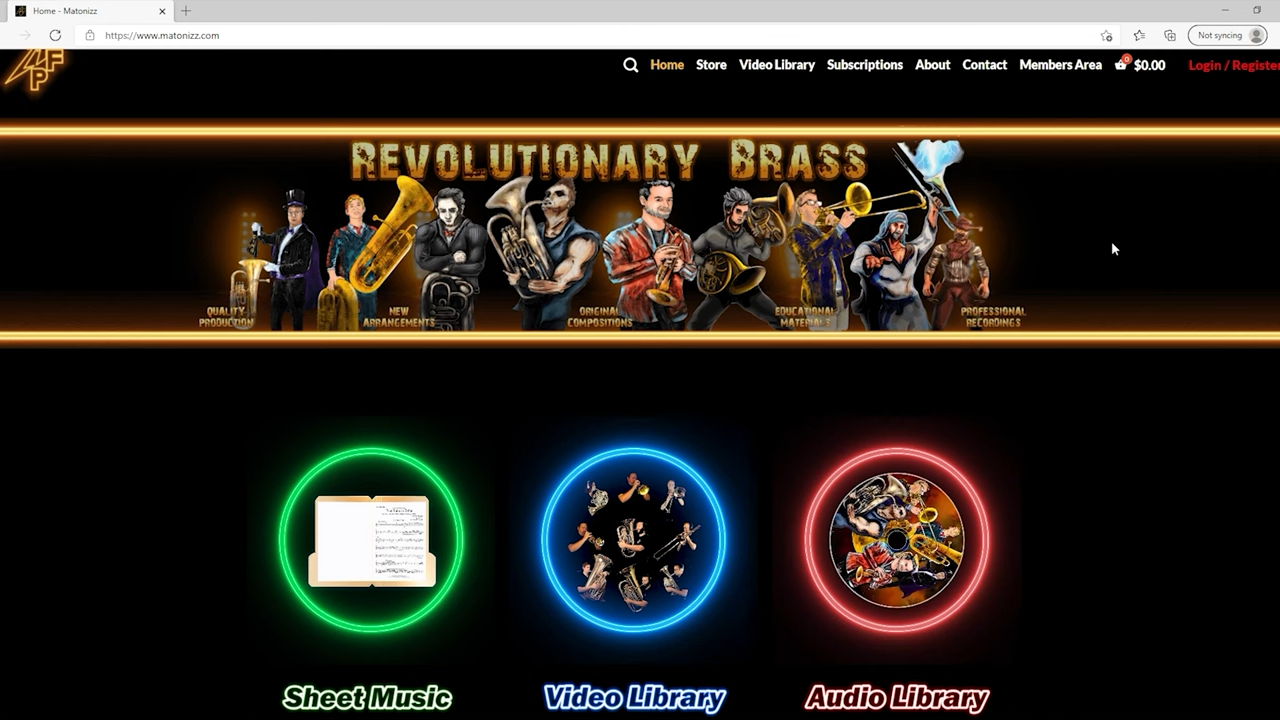 Home - Matonizz
https://www.matonizz.com
Not syncing
FP
Home Store Video Library Subscriptions About Contact Members Area 0 $0.00 Login / Register
REVOLUTIONARY BRASS
QUALITY PRODUCTION
NEW ARRANGEMENTS
ORIGINAL COMPOSITIONS
EDUCATIONAL MATERIALS
PROFESSIONAL RECORDINGS
Sheet Music Video Library Audio Library